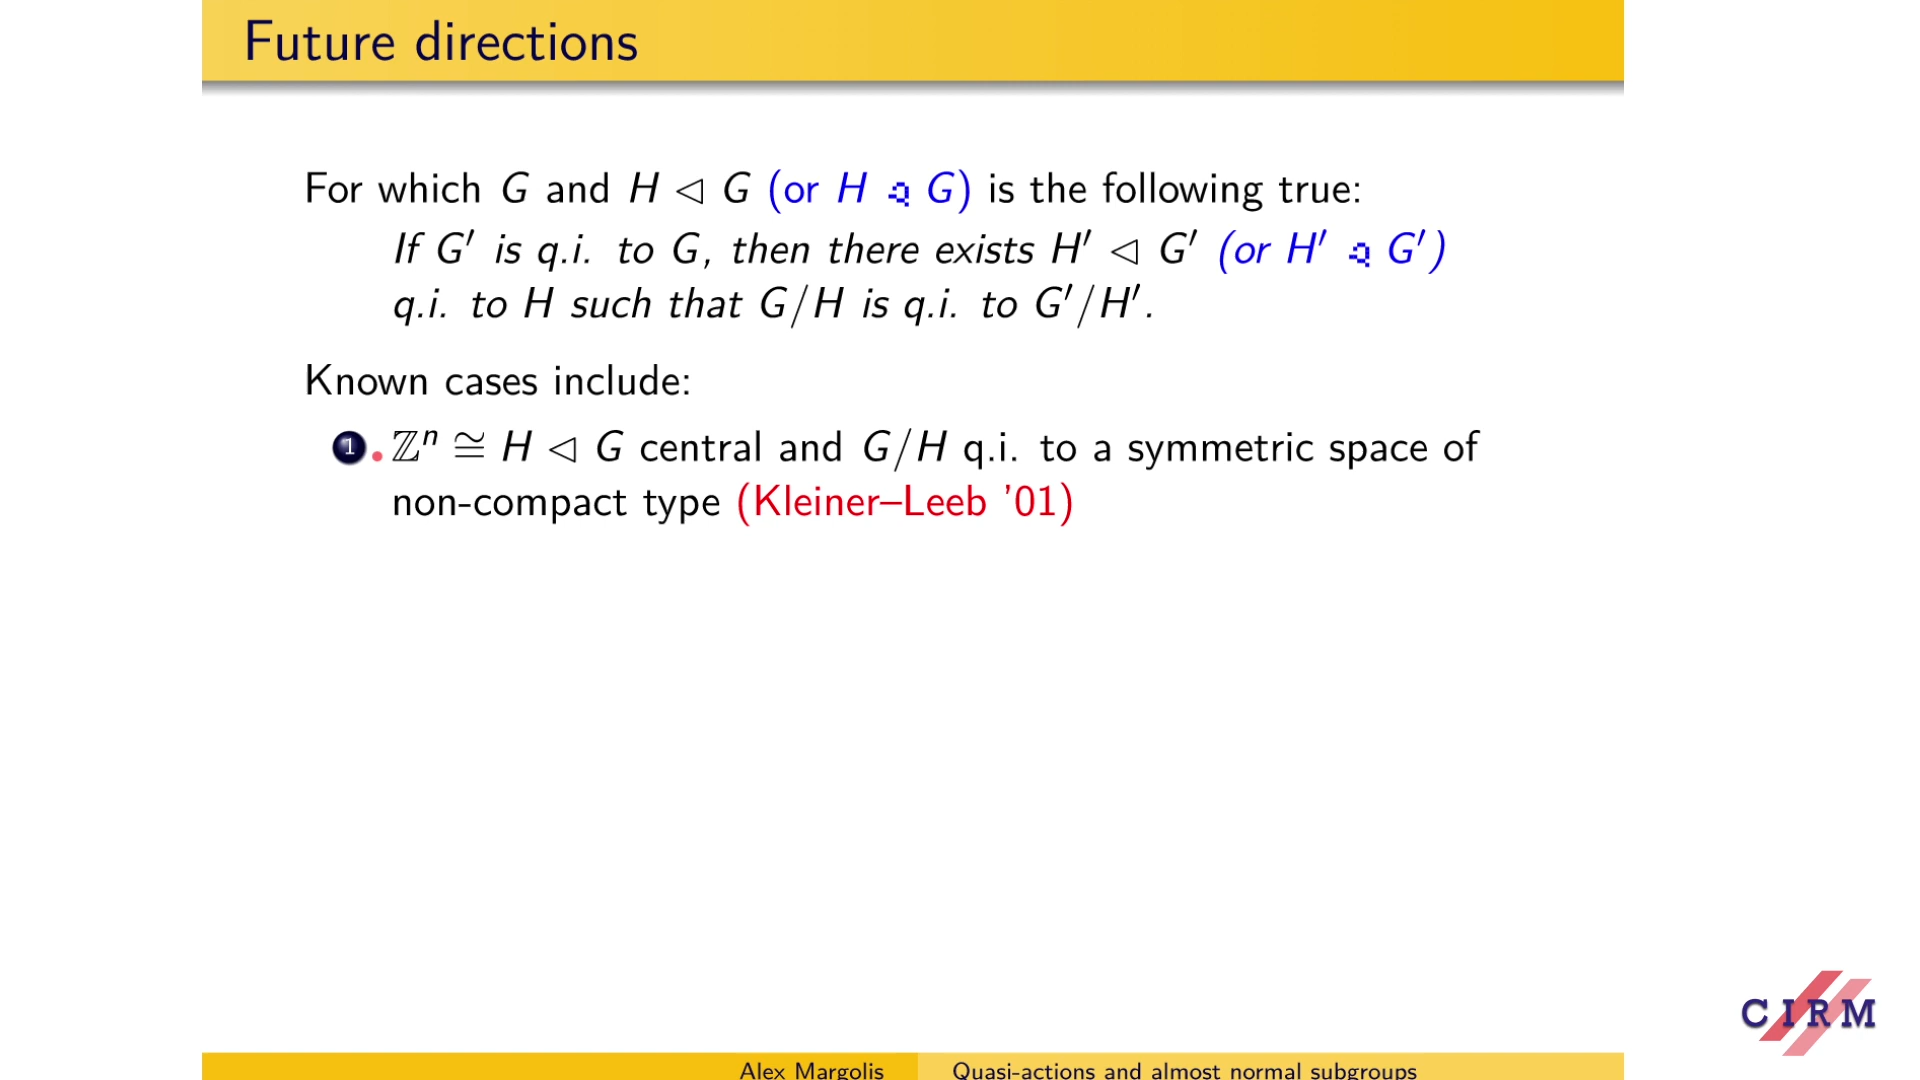 Future directions
For which G and H ◁ G (or H ◁ G) is the following true:
If G′ is q.i. to G, then there exists H′ ◁ G′ (or H′ ◁ G′)
q.i. to H such that G/H is q.i. to G′/H′.
Known cases include:
1 ℤⁿ ≅ H ◁ G central and G/H q.i. to a symmetric space of
non-compact type (Kleiner–Leeb ’01)
CIRM
Alex Margolis Quasi-actions and almost normal subgroups